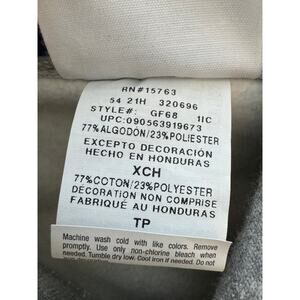 RN#15763
54 21H 320696
STYLE#: GF68 1IC
UPC:090563919673
77%ALGODÓN/23%POLIESTER
EXCEPTO DECORACIÓN
HECHO EN HONDURAS
XCH
77%COTON/23%POLYESTER
DÉCORATION NON COMPRISE
FABRIQUÉ AU HONDURAS
TP
Machine wash cold with like colors. Remove
promptly. Use only non-chlorine bleach when
needed. Tumble dry low. Cool iron if needed. Do not